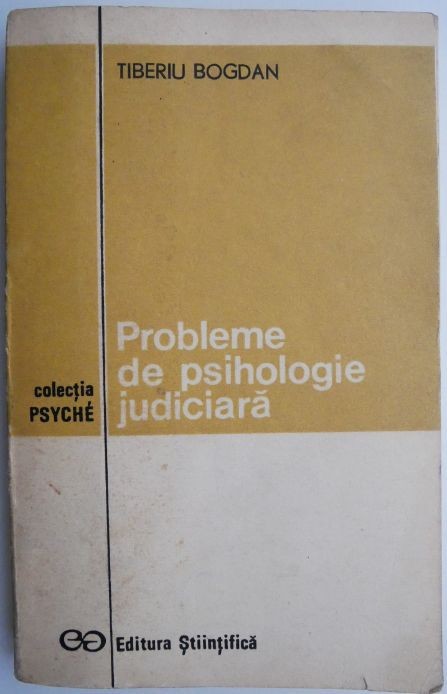 TIBERIU BOGDAN
Probleme
de psihologie
judiciară
colecția
PSYCHÉ
Editura Științifică